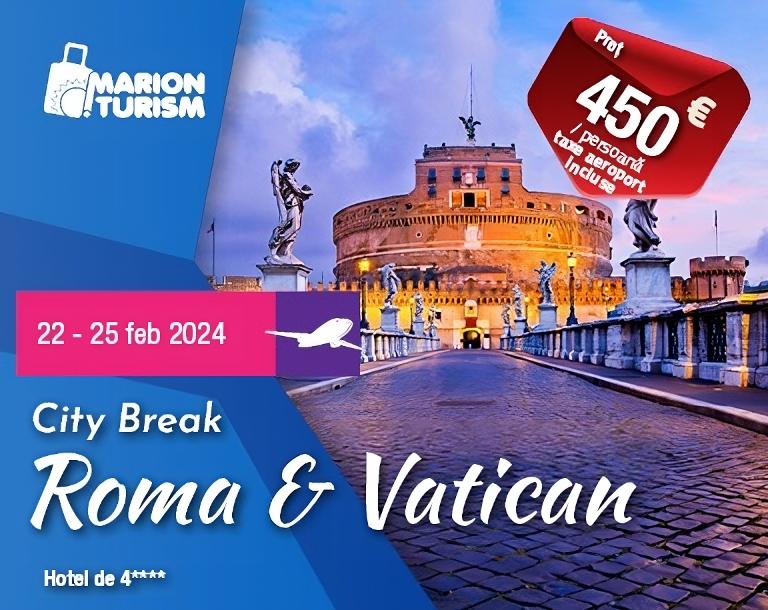 MARION
TURISM
Preț
450 €
/ persoană
taxe aeroport
incluse
22 - 25 feb 2024
City Break
Roma & Vatican
Hotel de 4****